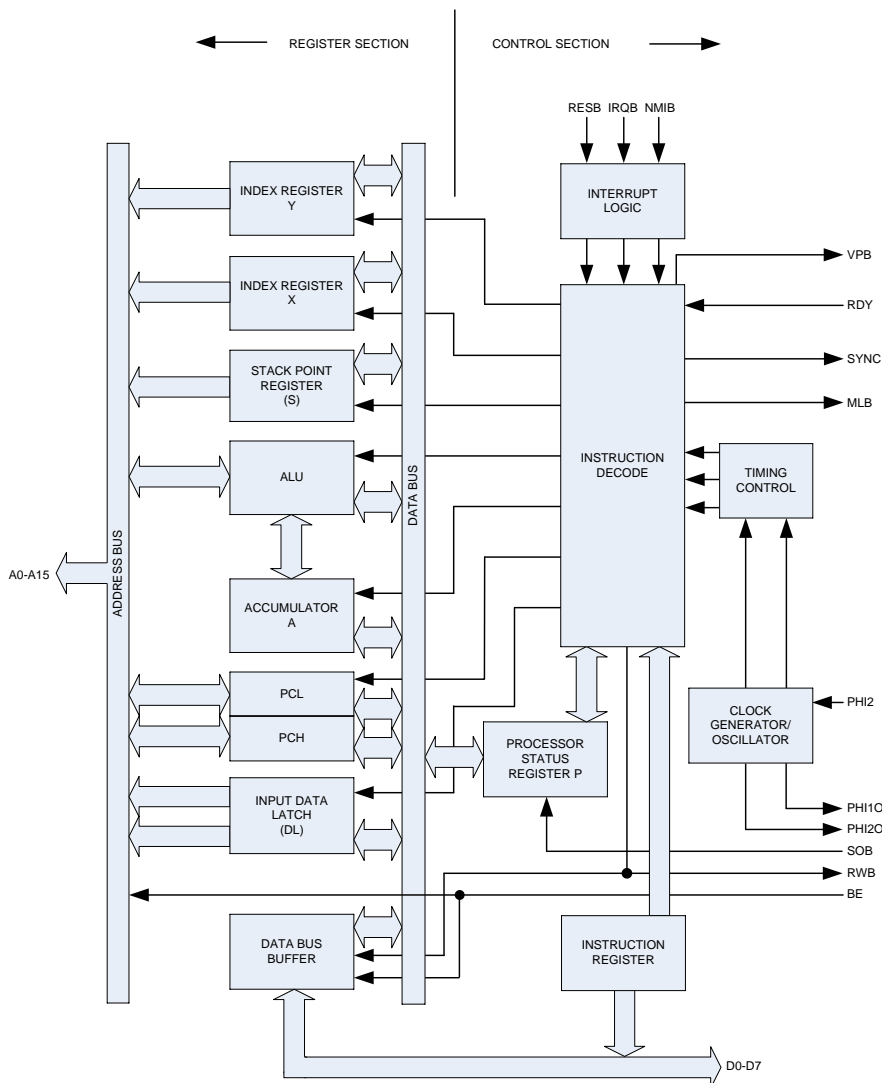 REGISTER SECTION
CONTROL SECTION
RESB IRQB NMIB
INTERRUPT
LOGIC
INDEX REGISTER
Y
VPB
RDY
INDEX REGISTER
X
SYNC
STACK POINT
REGISTER
(S)
MLB
INSTRUCTION
DECODE
TIMING
CONTROL
ALU
DATA BUS
ADDRESS BUS
A0-A15
ACCUMULATOR
A
PCL
PCH
PHI2
CLOCK
GENERATOR/
OSCILLATOR
PROCESSOR
STATUS
REGISTER P
INPUT DATA
LATCH
(DL)
PHI1O
PHI2O
SOB
RWB
BE
DATA BUS
BUFFER
INSTRUCTION
REGISTER
D0-D7